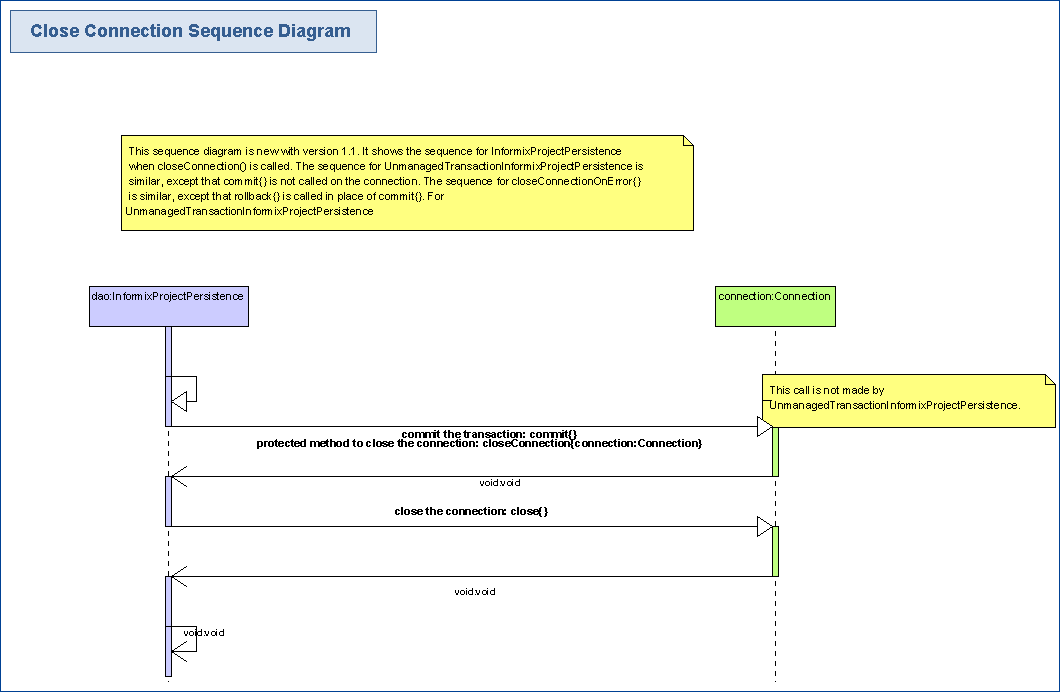 Close Connection Sequence Diagram
This sequence diagram is new with version 1.1. It shows the sequence for InformixProjectPersistence
when closeConnection() is called. The sequence for UnmanagedTransactionInformixProjectPersistence is
similar, except that commit{} is not called on the connection. The sequence for closeConnectionOnError{}
is similar, except that rollback{} is called in place of commit{}. For
UnmanagedTransactionInformixProjectPersistence
dao:InformixProjectPersistence
connection:Connection
This call is not made by
UnmanagedTransactionInformixProjectPersistence.
commit the transaction: commit{}
protected method to close the connection: closeConnection{connection:Connection}
void:void
close the connection: close{}
void:void
void:void